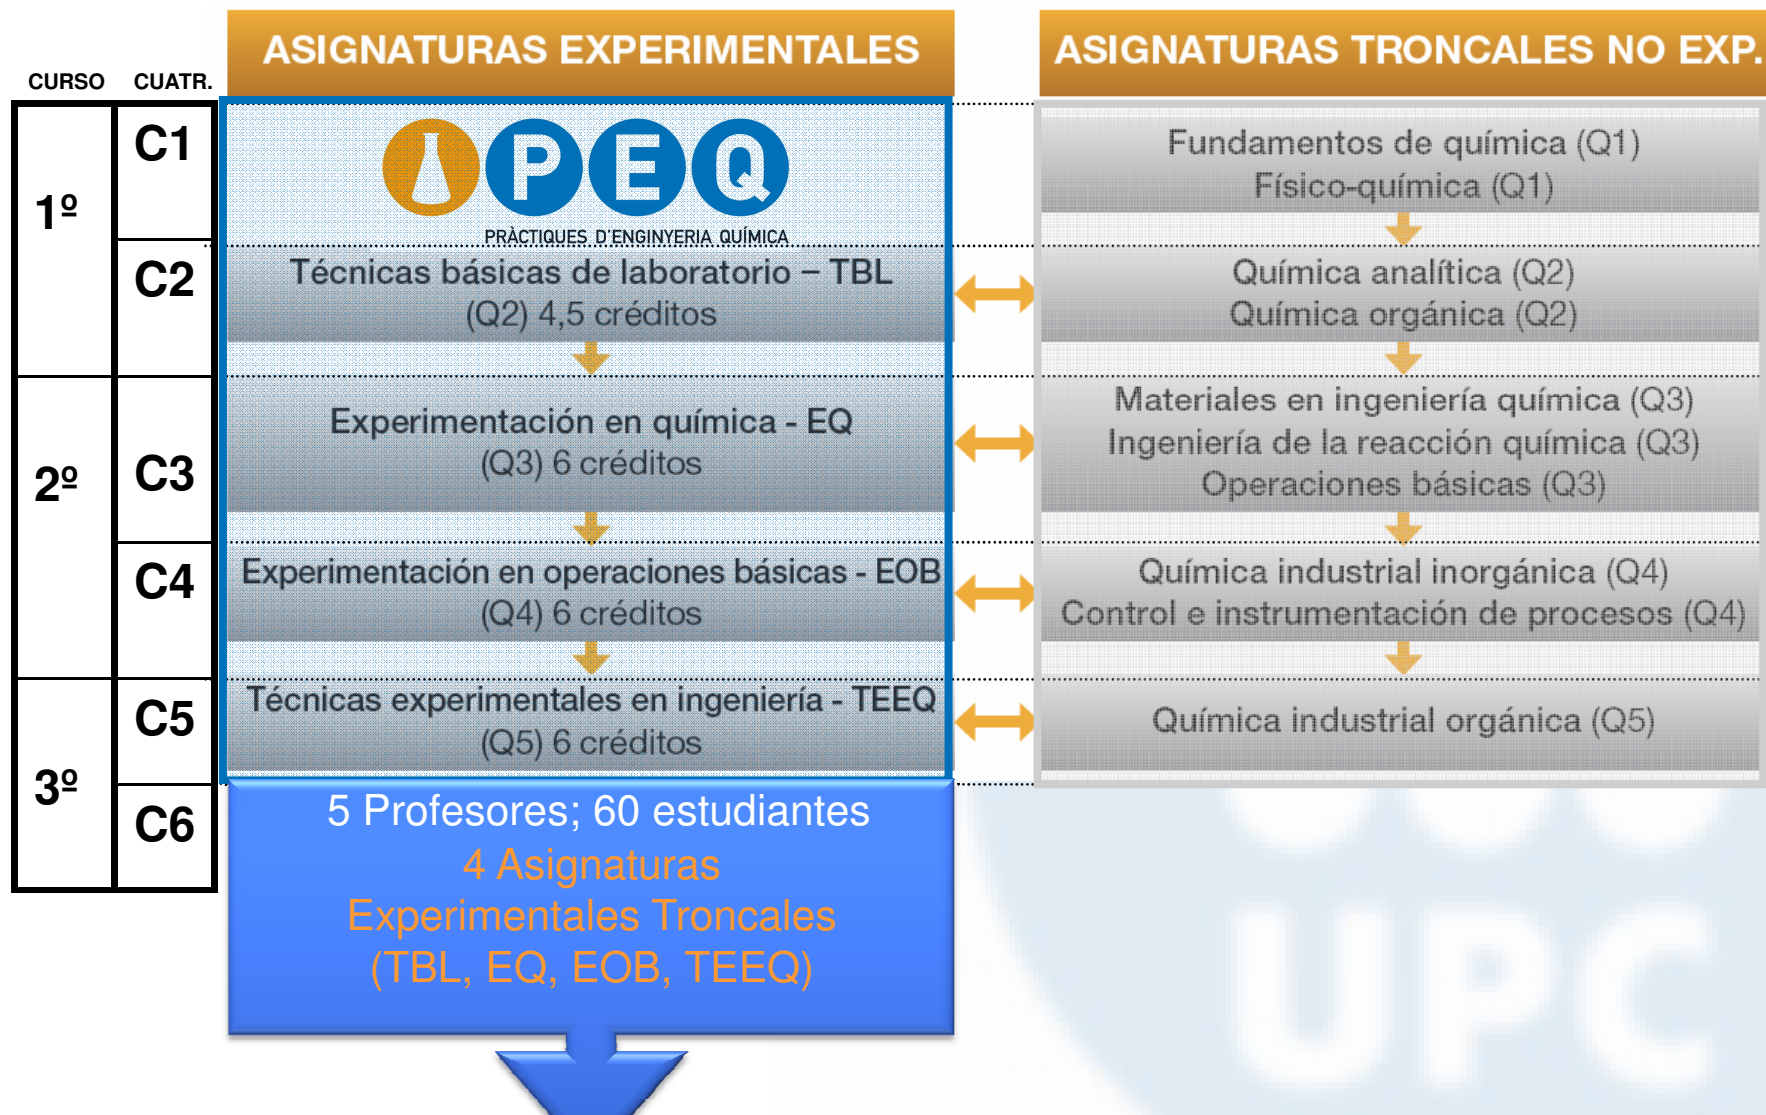 ASIGNATURAS EXPERIMENTALES
ASIGNATURAS TRONCALES NO EXP.
CURSO
CUATR.
1º
C1
PEQ
PRÀCTIQUES D'ENGINYERIA QUÍMICA
Fundamentos de química (Q1)
Físico-química (Q1)
C2
Técnicas básicas de laboratorio – TBL
(Q2) 4,5 créditos
Química analítica (Q2)
Química orgánica (Q2)
2º
C3
Experimentación en química - EQ
(Q3) 6 créditos
Materiales en ingeniería química (Q3)
Ingeniería de la reacción química (Q3)
Operaciones básicas (Q3)
C4
Experimentación en operaciones básicas - EOB
(Q4) 6 créditos
Química industrial inorgánica (Q4)
Control e instrumentación de procesos (Q4)
3º
C5
Técnicas experimentales en ingeniería - TEEQ
(Q5) 6 créditos
Química industrial orgánica (Q5)
C6
5 Profesores; 60 estudiantes
4 Asignaturas
Experimentales Troncales
(TBL, EQ, EOB, TEEQ)
UPC